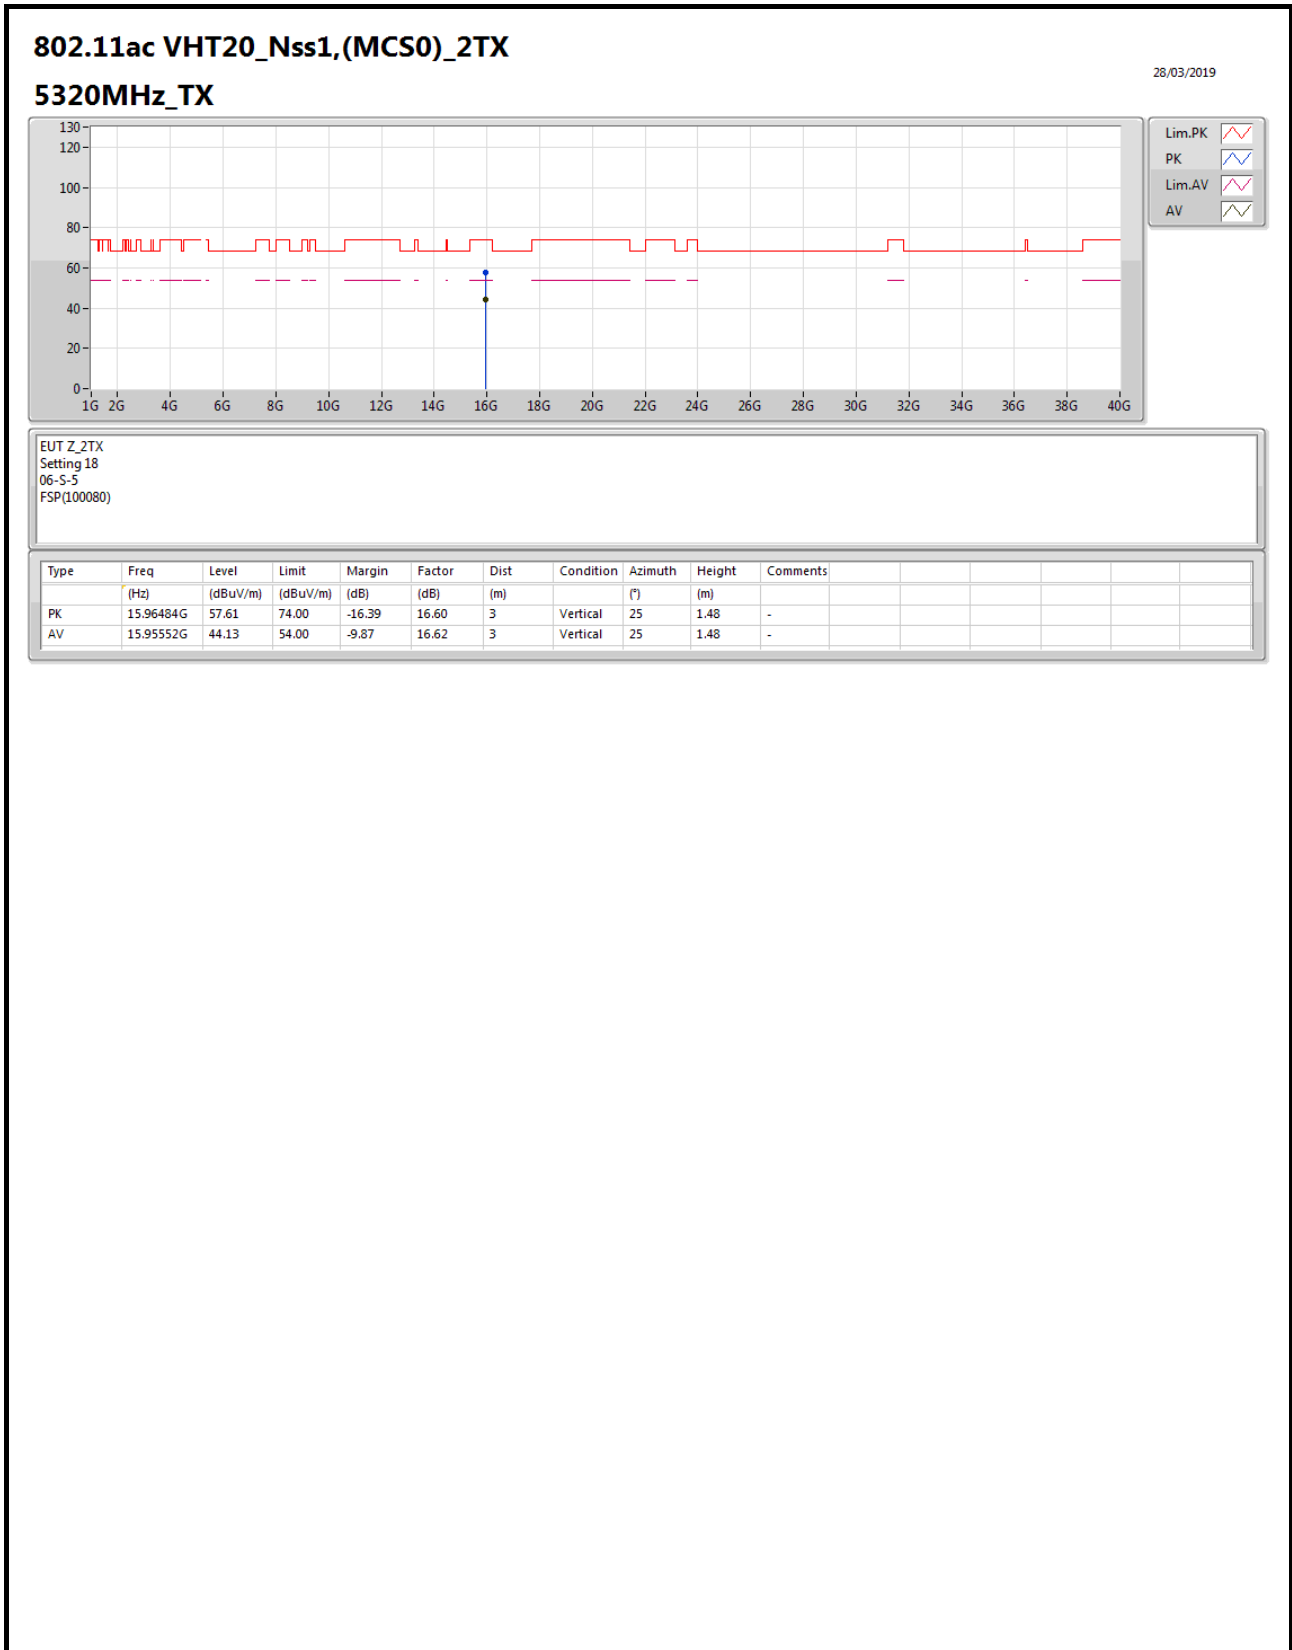 802.11ac VHT20_Nss1,(MCS0)_2TX
28/03/2019
5320MHz_TX
130
120
100
80
60
40
20
0
1G 2G 4G 6G 8G 10G 12G 14G 16G 18G 20G 22G 24G 26G 28G 30G 32G 34G 36G 38G 40G
Lim.PK
PK
Lim.AV
AV
EUT Z_2TX
Setting 18
06-S-5
FSP(100080)
Type Freq Level Limit Margin Factor Dist Condition Azimuth Height Comments
(Hz) (dBuV/m) (dBuV/m) (dB) (dB) (m) (°) (m)
PK 15.96484G 57.61 74.00 -16.39 16.60 3 Vertical 25 1.48 -
AV 15.95552G 44.13 54.00 -9.87 16.62 3 Vertical 25 1.48 -